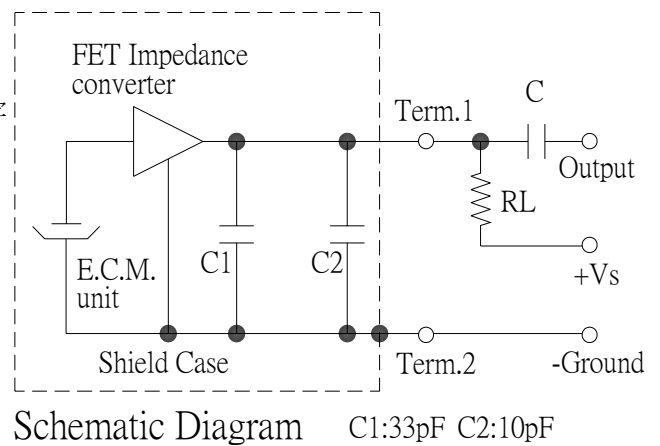 FET Impedance
converter
Term.1
C
Output
RL
E.C.M.
unit
C1
C2
+Vs
Shield Case
Term.2
-Ground
Schematic Diagram
C1:33pF C2:10pF